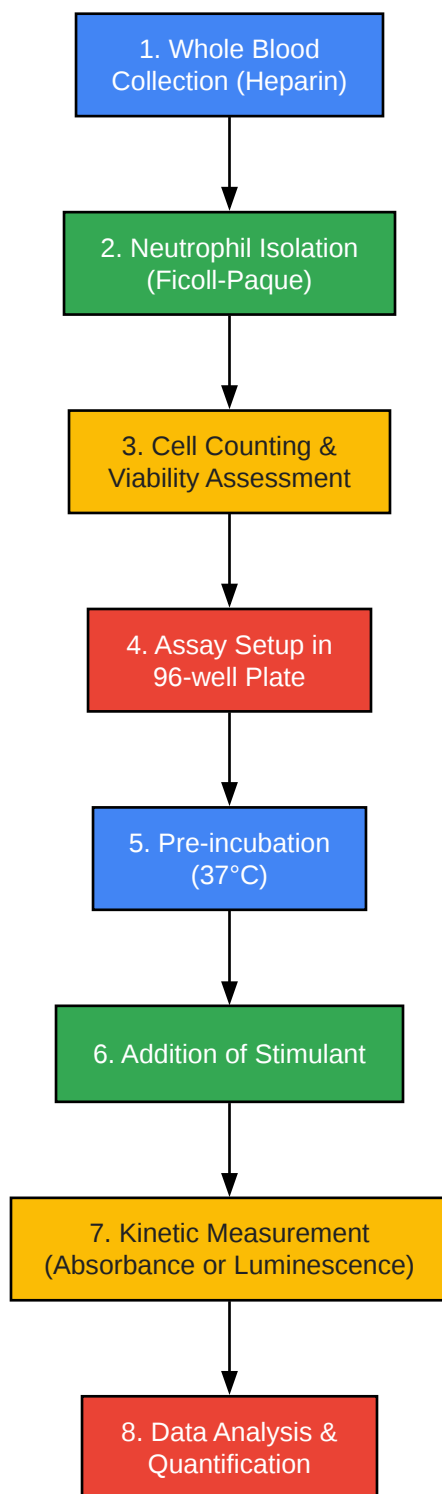 1. Whole Blood
Collection (Heparin)
2. Neutrophil Isolation
(Ficoll-Paque)
3. Cell Counting &
Viability Assessment
4. Assay Setup in
96-well Plate
5. Pre-incubation
(37°C)
6. Addition of Stimulant
7. Kinetic Measurement
(Absorbance or Luminescence)
8. Data Analysis &
Quantification